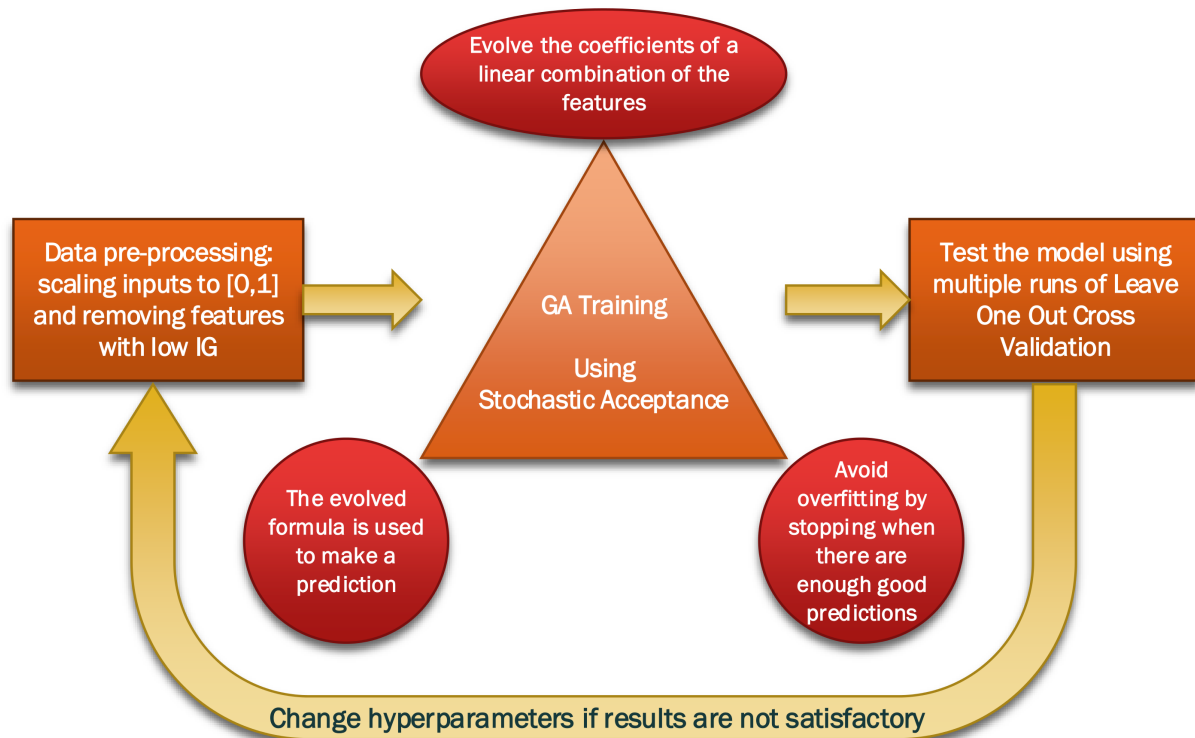 Evolve the coefficients of a
linear combination of the
features
Data pre-processing:
scaling inputs to [0,1]
and removing features
with low IG
GA Training
Using
Stochastic Acceptance
Test the model using
multiple runs of Leave
One Out Cross
Validation
The evolved
formula is used
to make a
prediction
Avoid
overfitting by
stopping when
there are
enough good
predictions
Change hyperparameters if results are not satisfactory